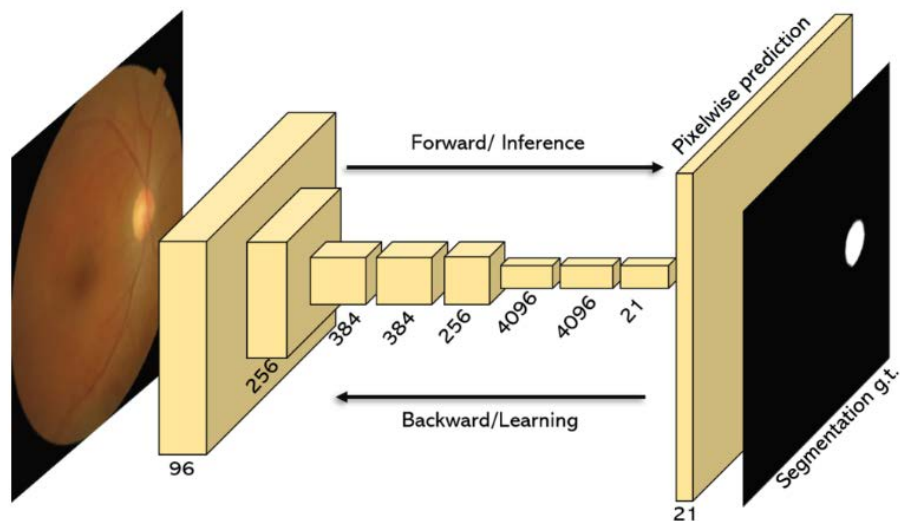 Forward/ Inference
Pixelwise prediction
96
256
384
384
256
4096
4096
21
21
Backward/Learning
Segmentation g.t.